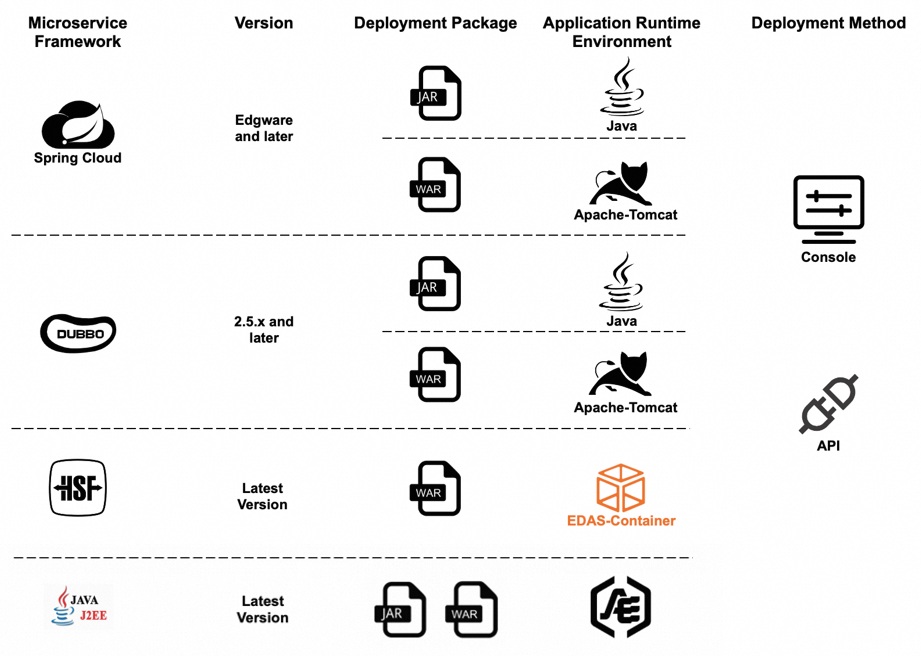 Microservice
Framework
Version
Deployment Package
Application Runtime
Environment
Deployment Method
Spring Cloud
Edgware
and later
JAR
Java
WAR
Apache-Tomcat
Console
DUBBO
2.5.x and
later
JAR
Java
WAR
Apache-Tomcat
API
HSF
Latest
Version
WAR
EDAS-Container
JAVA
J2EE
Latest
Version
JAR
WAR